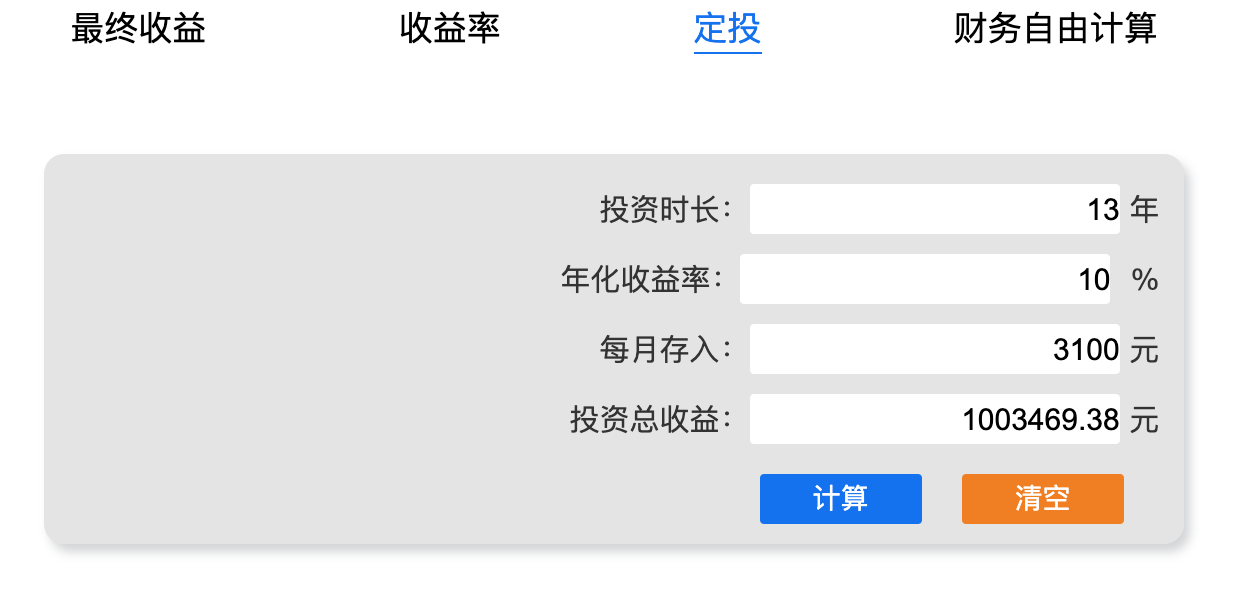 最终收益 收益率 定投 财务自由计算
投资时长： 13 年
年化收益率： 10 %
每月存入： 3100 元
投资总收益： 1003469.38 元
计算 清空